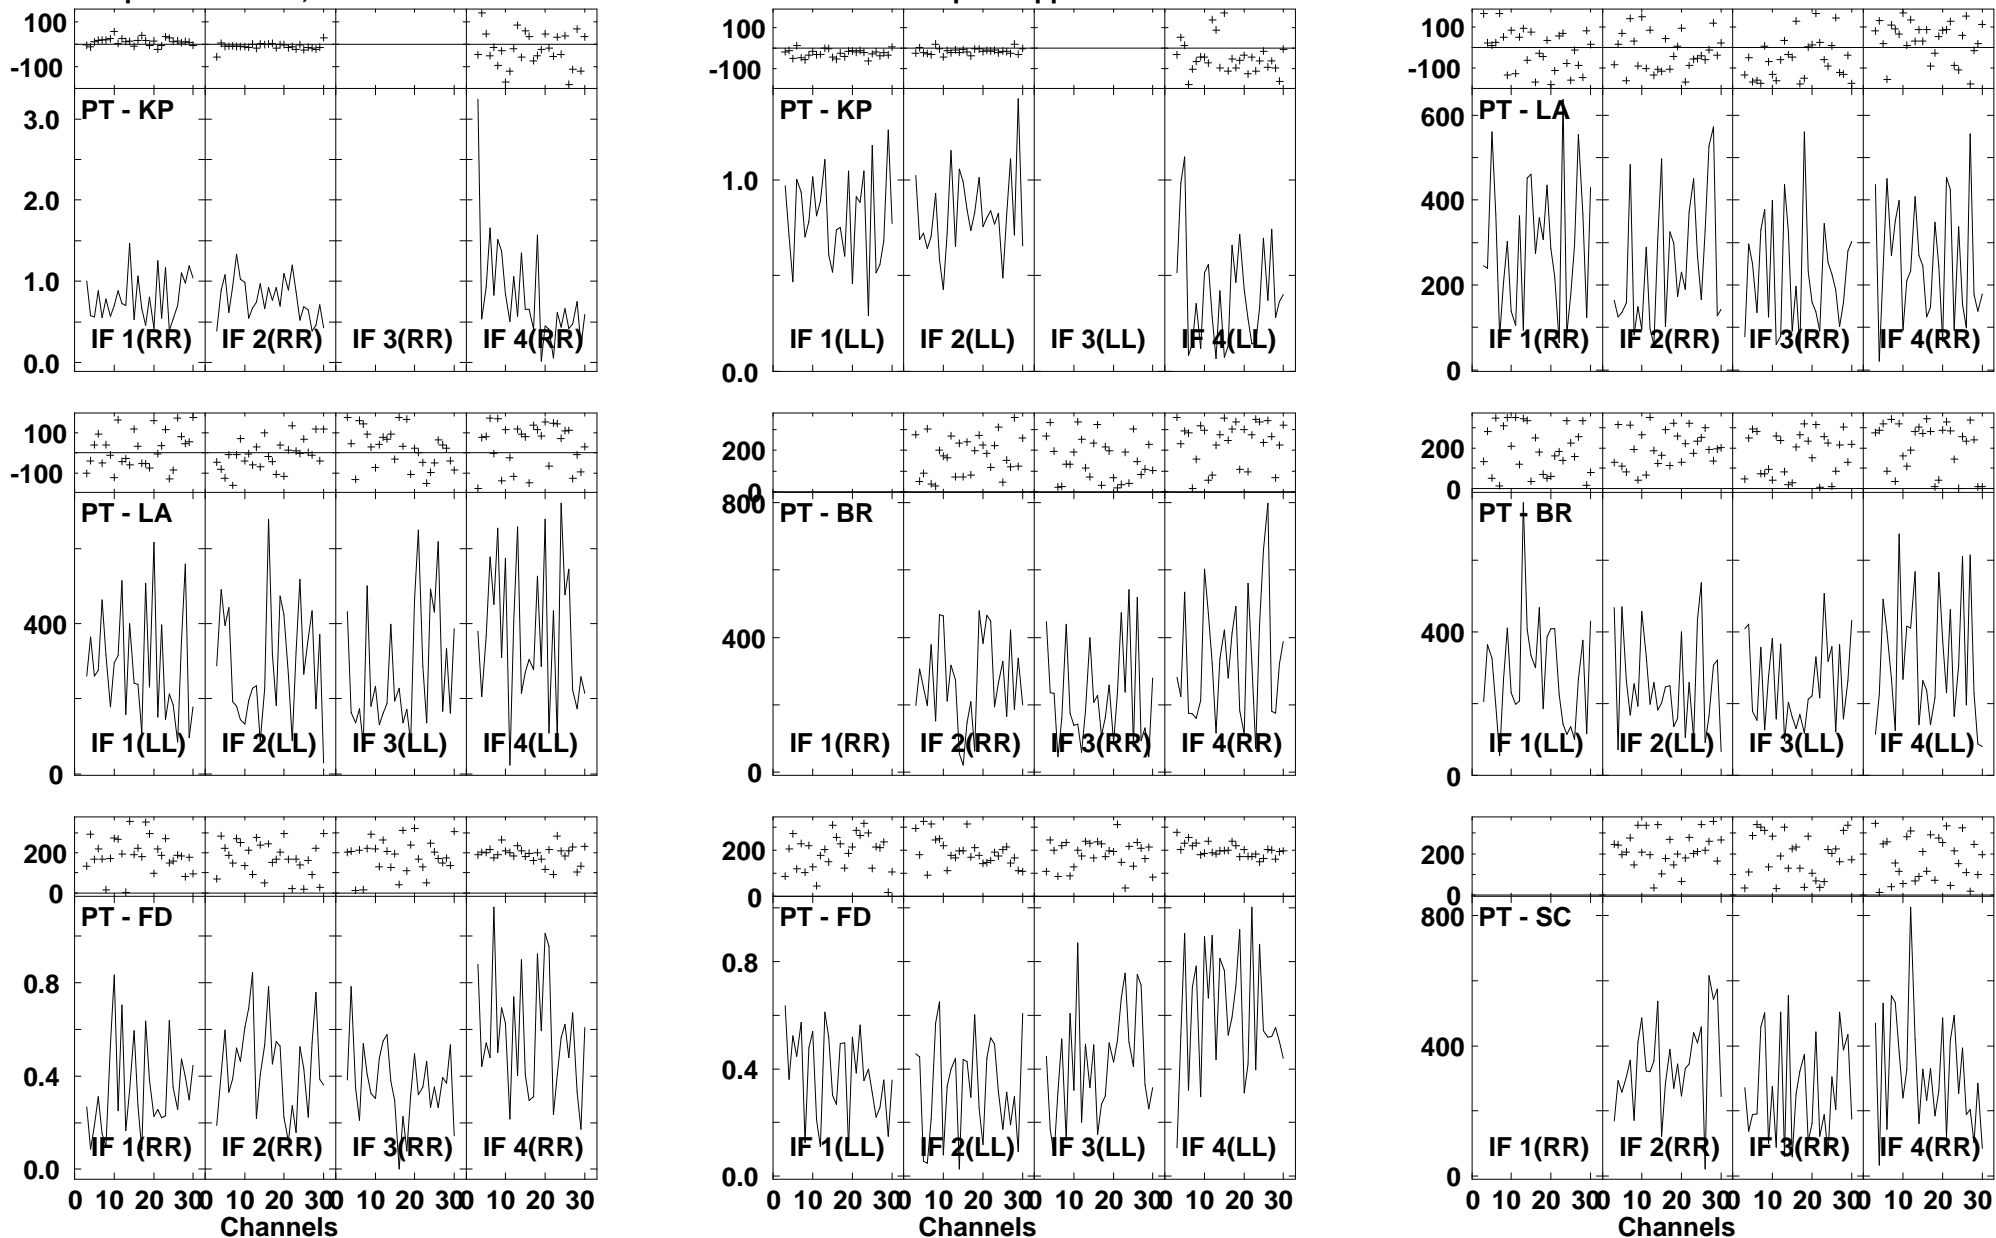 100
-100
100
-100
100
-100
PT - KP
PT - KP
PT - LA
3.0
2.0
1.0
0.0
1.0
0.0
600
400
200
0
IF 1(RR) IF 2(RR) IF 3(RR) IF 4(RR)
IF 1(LL) IF 2(LL) IF 3(LL) IF 4(LL)
IF 1(RR) IF 2(RR) IF 3(RR) IF 4(RR)
100
-100
200
0
200
0
PT - LA
PT - BR
PT - BR
400
0
800
400
0
400
0
IF 1(LL) IF 2(LL) IF 3(LL) IF 4(LL)
IF 1(RR) IF 2(RR) IF 3(RR) IF 4(RR)
IF 1(LL) IF 2(LL) IF 3(LL) IF 4(LL)
200
0
200
0
200
0
PT - FD
PT - FD
PT - SC
0.8
0.4
0.0
0.8
0.4
0.0
800
400
0
IF 1(RR) IF 2(RR) IF 3(RR) IF 4(RR)
IF 1(LL) IF 2(LL) IF 3(LL) IF 4(LL)
IF 1(RR) IF 2(RR) IF 3(RR) IF 4(RR)
0 10 20 30 0 10 20 30 0 10 20 30 0 10 20 30
0 10 20 30 0 10 20 30 0 10 20 30 0 10 20 30
0 10 20 30 0 10 20 30 0 10 20 30 0 10 20 30
Channels
Channels
Channels